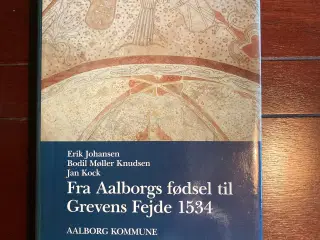 Erik Johansen
Bodil Møller Knudsen
Jan Kock
Fra Aalborgs fødsel til
Grevens Fejde 1534
AALBORG KOMMUNE